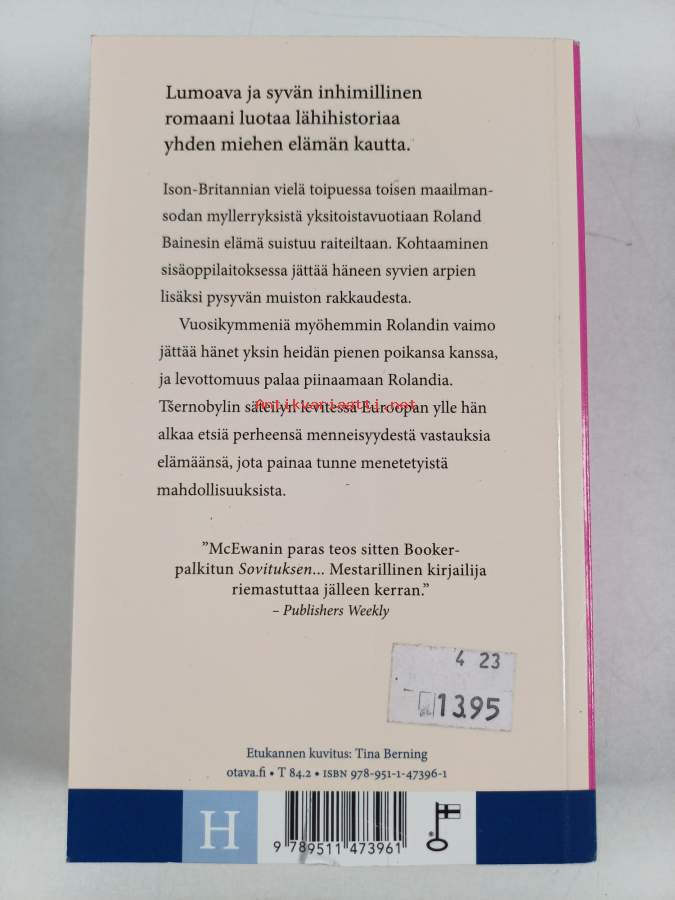 Lumoava ja syvän inhimillinen
romaani luotaa lähihistoriaa
yhden miehen elämän kautta.
Ison-Britannian vielä toipuessa toisen maailman-
sodan myllerryksistä yksitoistavuotiaan Roland
Bainesin elämä suistuu raiteiltaan. Kohtaaminen
sisäoppilaitoksessa jättää häneen syvien arpien
lisäksi pysyvän muiston rakkaudesta.
Vuosikymmeniä myöhemmin Rolandin vaimo
jättää hänet yksin heidän pienen poikansa kanssa,
ja levottomuus palaa piinaamaan Rolandia.
Antikvariaatti.net
Tšernobylin säteilyn levitessä Euroopan ylle hän
alkaa etsiä perheensä menneisyydestä vastauksia
elämäänsä, jota painaa tunne menetetyistä
mahdollisuuksista.
”McEwanin paras teos sitten Booker-
palkitun Sovituksen... Mestarillinen kirjailija
riemastuttaa jälleen kerran.”
– Publishers Weekly
4 23
13.95
Etukannen kuvitus: Tina Berning
otava.fi • T 84.2 • ISBN 978-951-1-47396-1
H
9 789511 473961